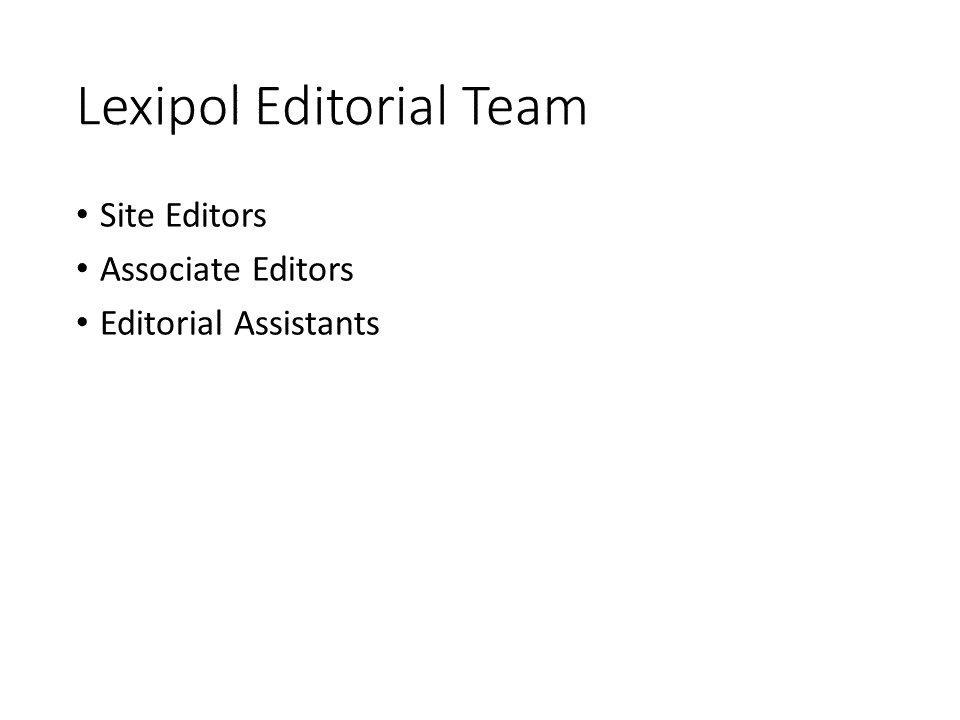 Lexipol Editorial Team
• Site Editors
• Associate Editors
• Editorial Assistants